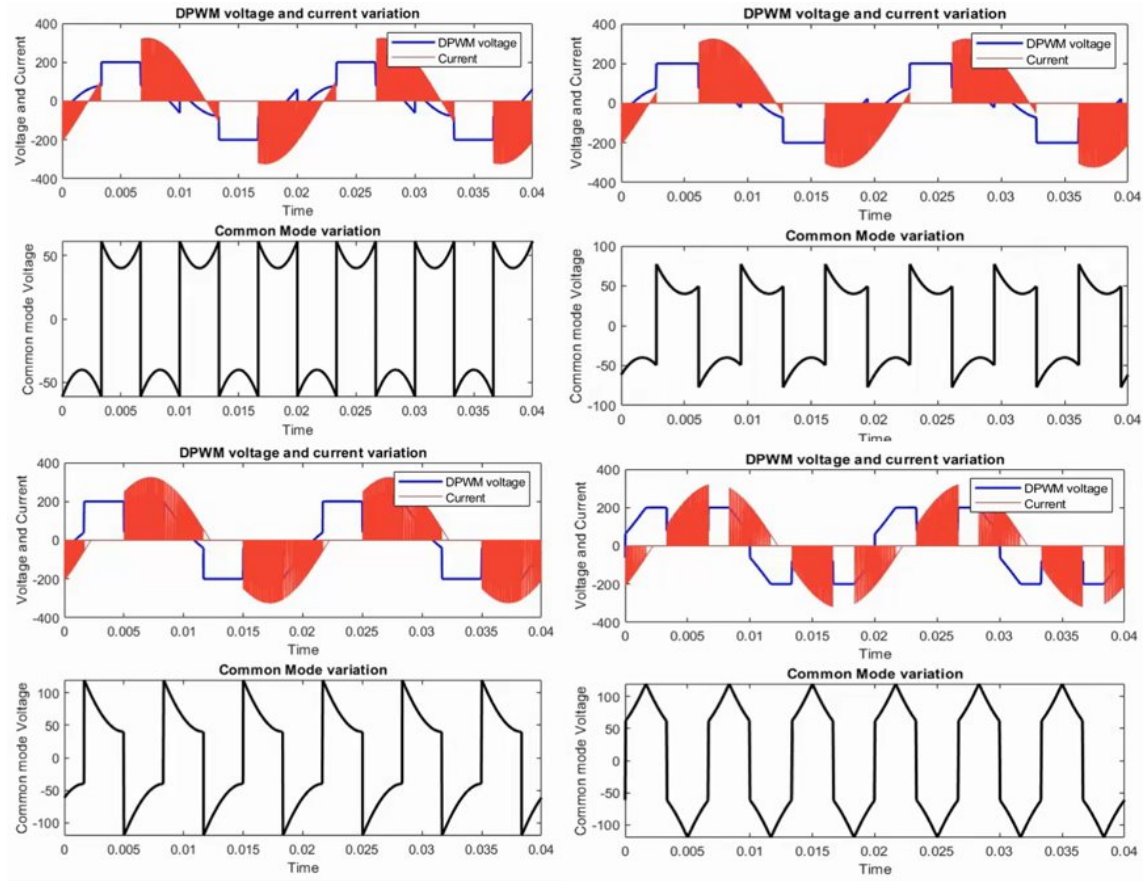 DPWM voltage and current variation
Voltage and Current
400
200
0
-200
-400
DPWM voltage
Current
0 0.005 0.01 0.015 0.02 0.025 0.03 0.035 0.04
Time
DPWM voltage and current variation
Voltage and Current
400
200
0
-200
-400
DPWM voltage
Current
0 0.005 0.01 0.015 0.02 0.025 0.03 0.035 0.04
Time
Common Mode variation
Common mode Voltage
50
0
-50
0 0.005 0.01 0.015 0.02 0.025 0.03 0.035 0.04
Time
Common Mode variation
Common mode Voltage
100
50
0
-50
-100
0 0.005 0.01 0.015 0.02 0.025 0.03 0.035 0.04
Time
DPWM voltage and current variation
Voltage and Current
400
200
0
-200
-400
DPWM voltage
Current
0 0.005 0.01 0.015 0.02 0.025 0.03 0.035 0.04
Time
DPWM voltage and current variation
Voltage and Current
400
200
0
-200
-400
DPWM voltage
Current
0 0.005 0.01 0.015 0.02 0.025 0.03 0.035 0.04
Time
Common Mode variation
Common mode Voltage
100
50
0
-50
-100
0 0.005 0.01 0.015 0.02 0.025 0.03 0.035 0.04
Time
Common Mode variation
Common mode Voltage
100
50
0
-50
-100
0 0.005 0.01 0.015 0.02 0.025 0.03 0.035 0.04
Time